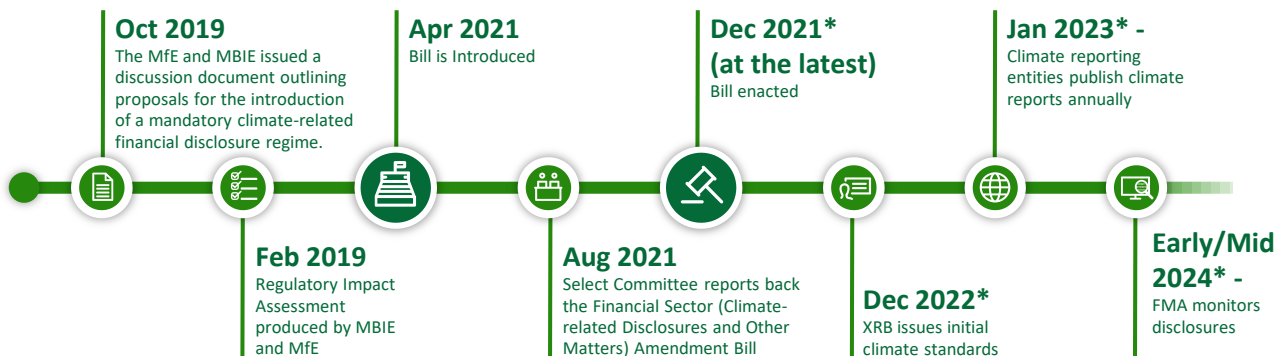 Oct 2019
The MfE and MBIE issued a
discussion document outlining
proposals for the introduction
of a mandatory climate-related
financial disclosure regime.
Feb 2019
Regulatory Impact
Assessment
produced by MBIE
and MfE
Apr 2021
Bill is Introduced
Aug 2021
Select Committee reports back
the Financial Sector (Climate-
related Disclosures and Other
Matters) Amendment Bill
Dec 2021*
(at the latest)
Bill enacted
Dec 2022*
XRB issues initial
climate standards
Jan 2023* -
Climate reporting
entities publish climate
reports annually
Early/Mid
2024* -
FMA monitors
disclosures